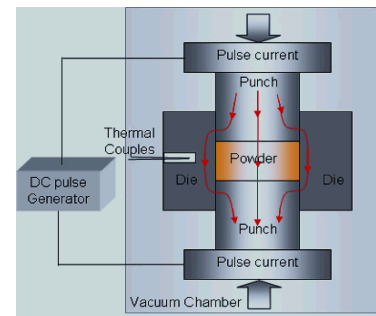 Pulse current
Punch
Thermal
Couples
Powder
DC pulse
Generator
Die
Die
Punch
Pulse current
Vacuum Chamber